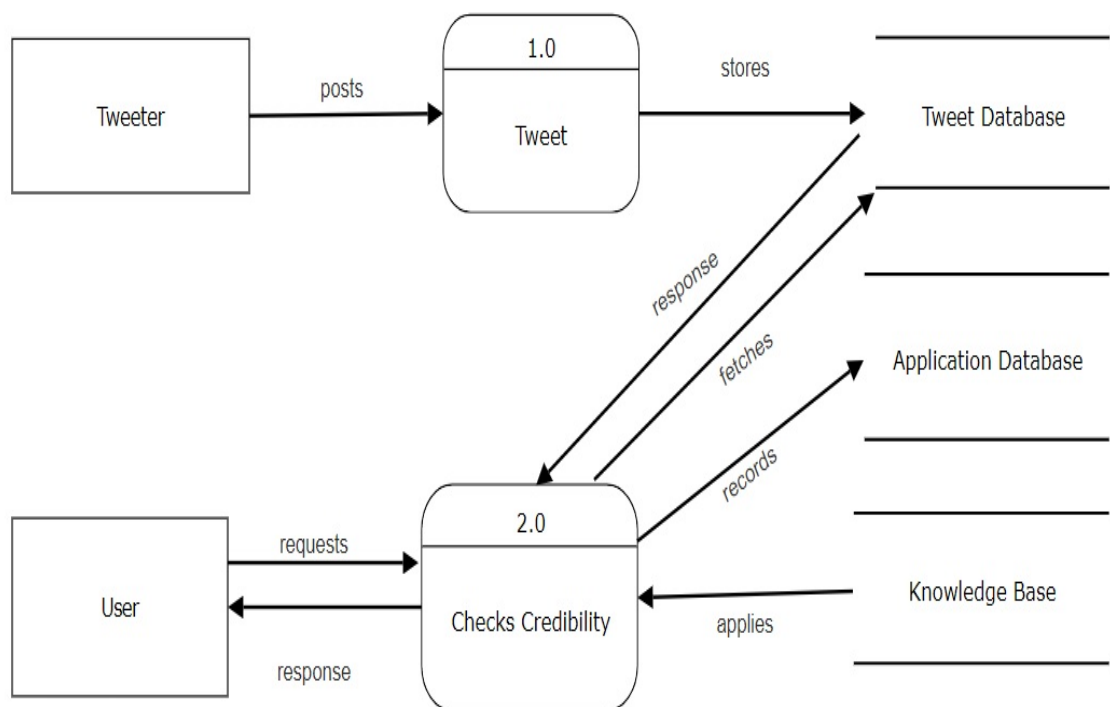 1.0
stores
posts
Tweeter
Tweet
Tweet Database
response
fetches
Application Database
records
2.0
requests
User
Checks Credibility
Knowledge Base
applies
response